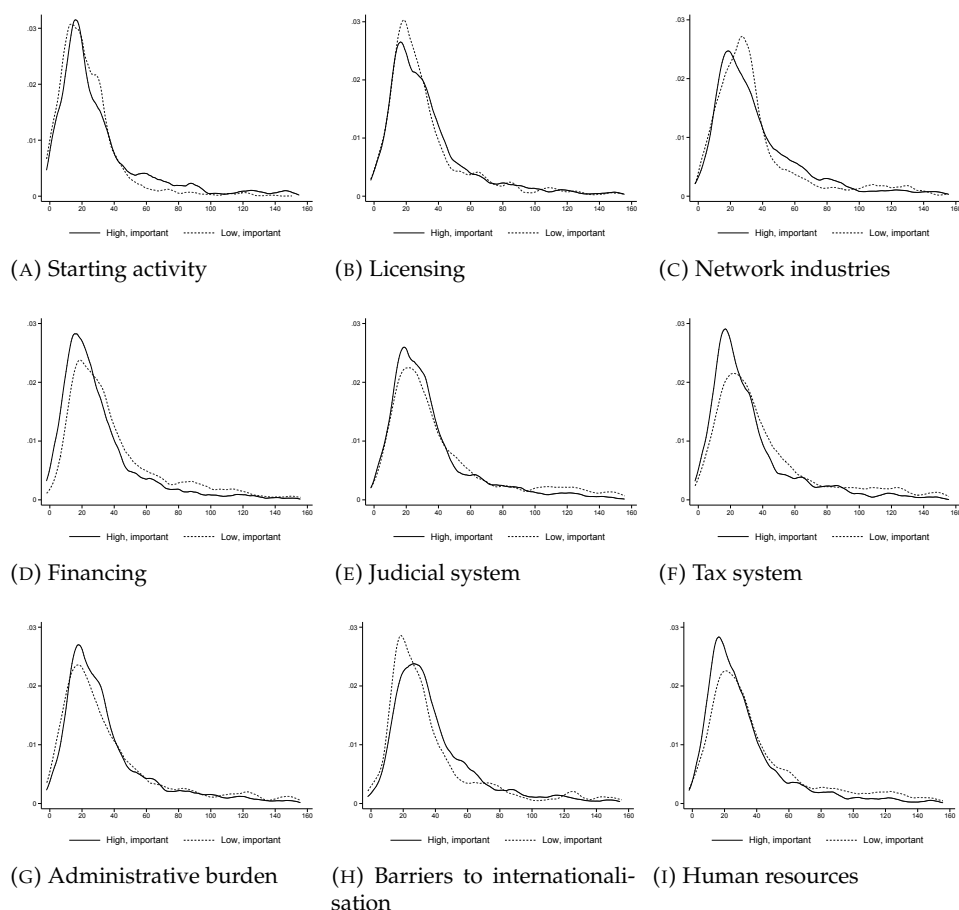 .03
.02
.01
0
0 20 40 60 80 100 120 140 160
High, important Low, important
(A) Starting activity
.03
.02
.01
0
0 20 40 60 80 100 120 140 160
High, important Low, important
(B) Licensing
.03
.02
.01
0
0 20 40 60 80 100 120 140 160
High, important Low, important
(C) Network industries
.03
.02
.01
0
0 20 40 60 80 100 120 140 160
High, important Low, important
(D) Financing
.03
.02
.01
0
0 20 40 60 80 100 120 140 160
High, important Low, important
(E) Judicial system
.03
.02
.01
0
0 20 40 60 80 100 120 140 160
High, important Low, important
(F) Tax system
.03
.02
.01
0
0 20 40 60 80 100 120 140 160
High, important Low, important
(G) Administrative burden
.03
.02
.01
0
0 20 40 60 80 100 120 140 160
High, important Low, important
(H) Barriers to internationali-
sation
.03
.02
.01
0
0 20 40 60 80 100 120 140 160
High, important Low, important
(I) Human resources